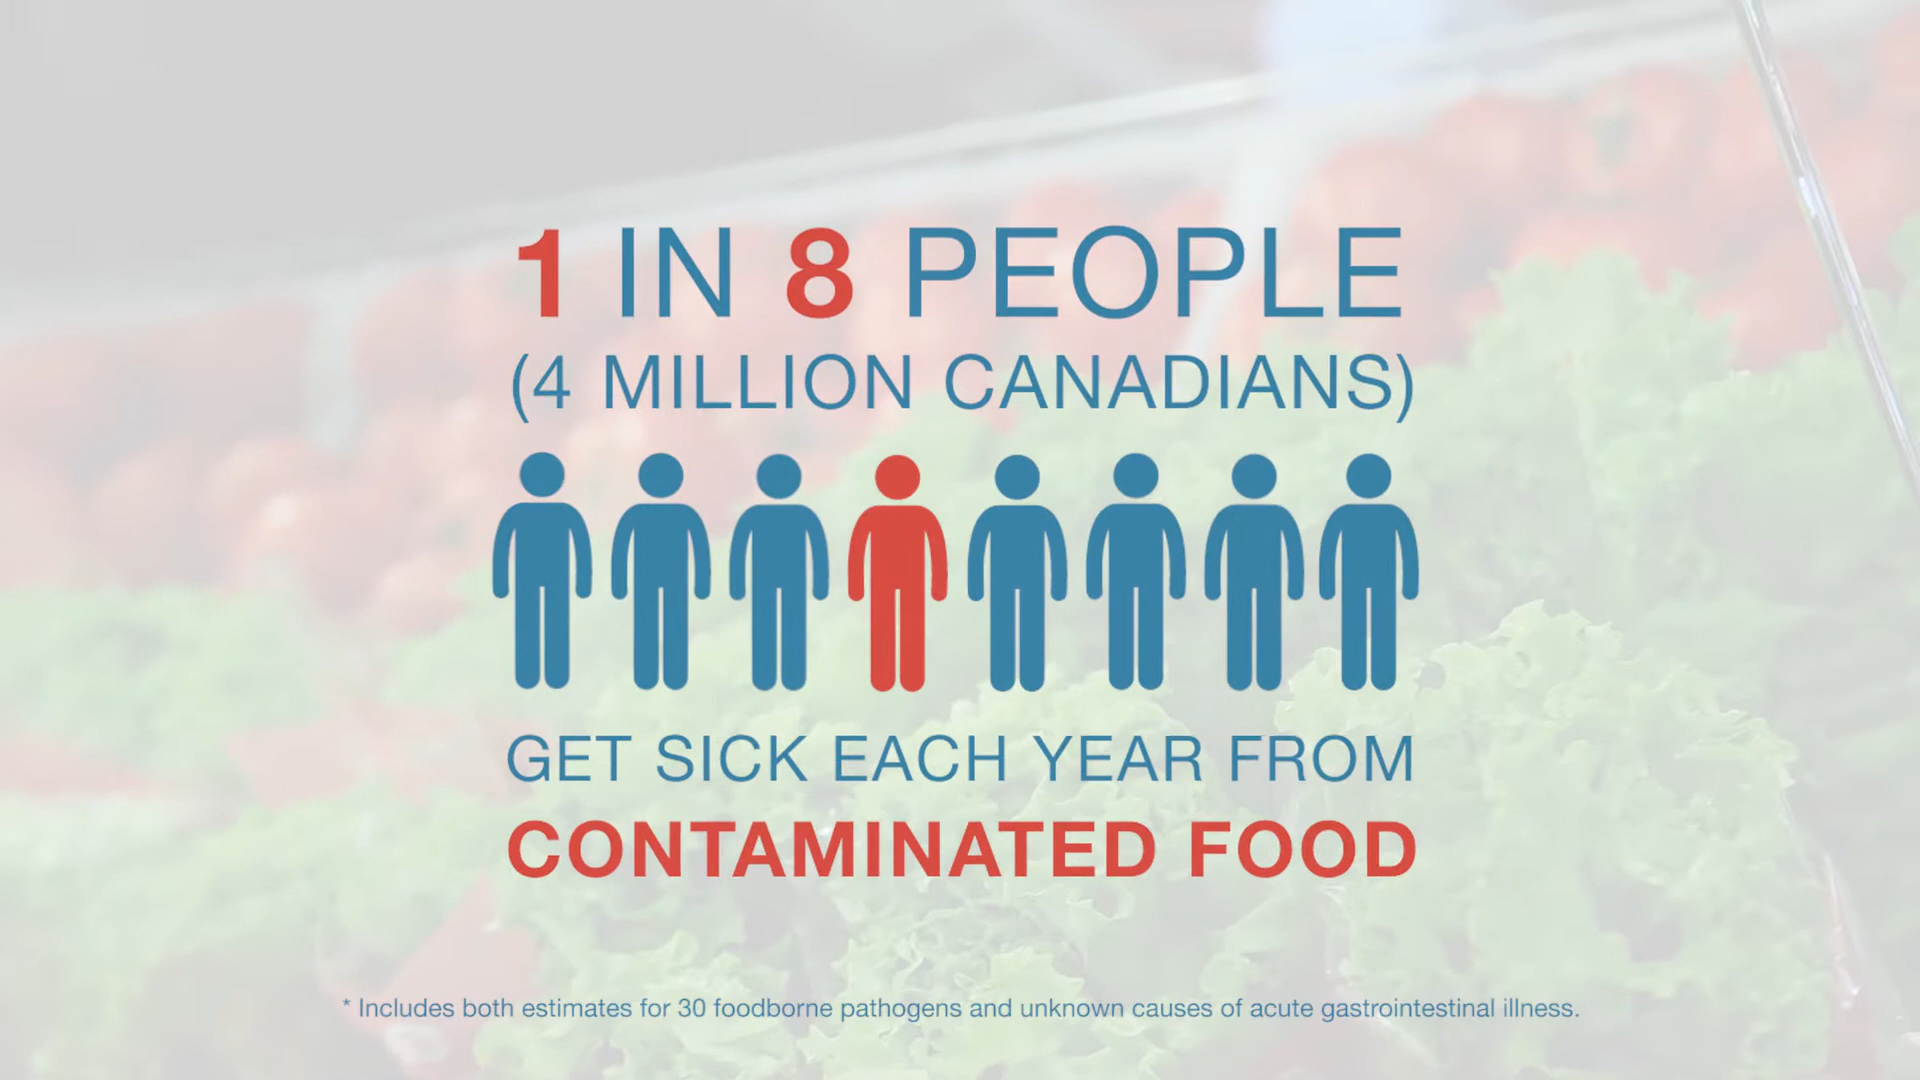 1 IN 8 PEOPLE
(4 MILLION CANADIANS)
GET SICK EACH YEAR FROM
CONTAMINATED FOOD
* Includes both estimates for 30 foodborne pathogens and unknown causes of acute gastrointestinal illness.